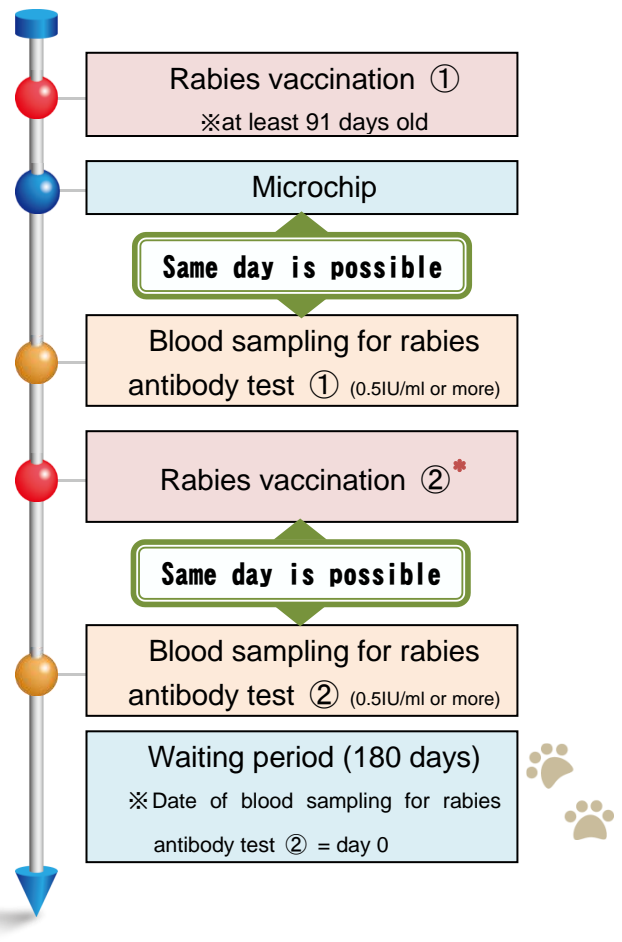 Rabies vaccination ①
※at least 91 days old
Microchip
Same day is possible
Blood sampling for rabies
antibody test ① (0.5IU/ml or more)
Rabies vaccination ②*
Same day is possible
Blood sampling for rabies
antibody test ② (0.5IU/ml or more)
Waiting period (180 days)
※Date of blood sampling for rabies
antibody test ② = day 0